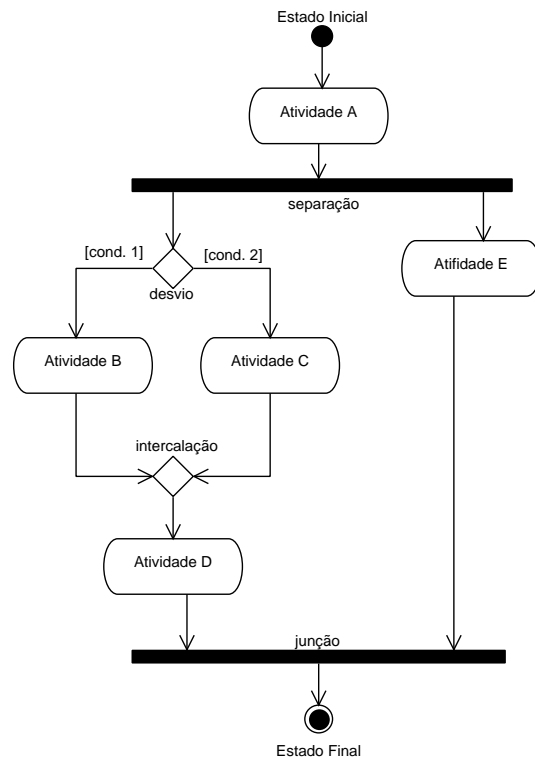 Estado Inicial
Atividade A
separação
[cond. 1]
[cond. 2]
desvio
Atifidade E
Atividade B
Atividade C
intercalação
Atividade D
junção
Estado Final